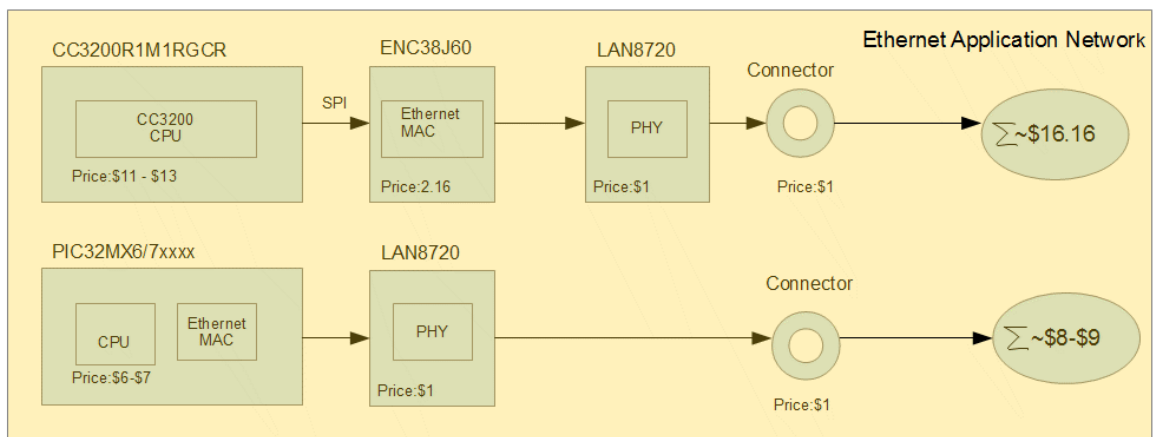 Ethernet Application Network
CC3200R1M1RGCR
ENC38J60
LAN8720
Connector
CC3200
CPU
SPI
Ethernet
MAC
PHY
∑~$16.16
Price:$11 - $13
Price:2.16
Price:$1
Price:$1
PIC32MX6/7xxxx
LAN8720
Connector
CPU
Ethernet
MAC
PHY
∑~$8-$9
Price:$6-$7
Price:$1
Price:$1